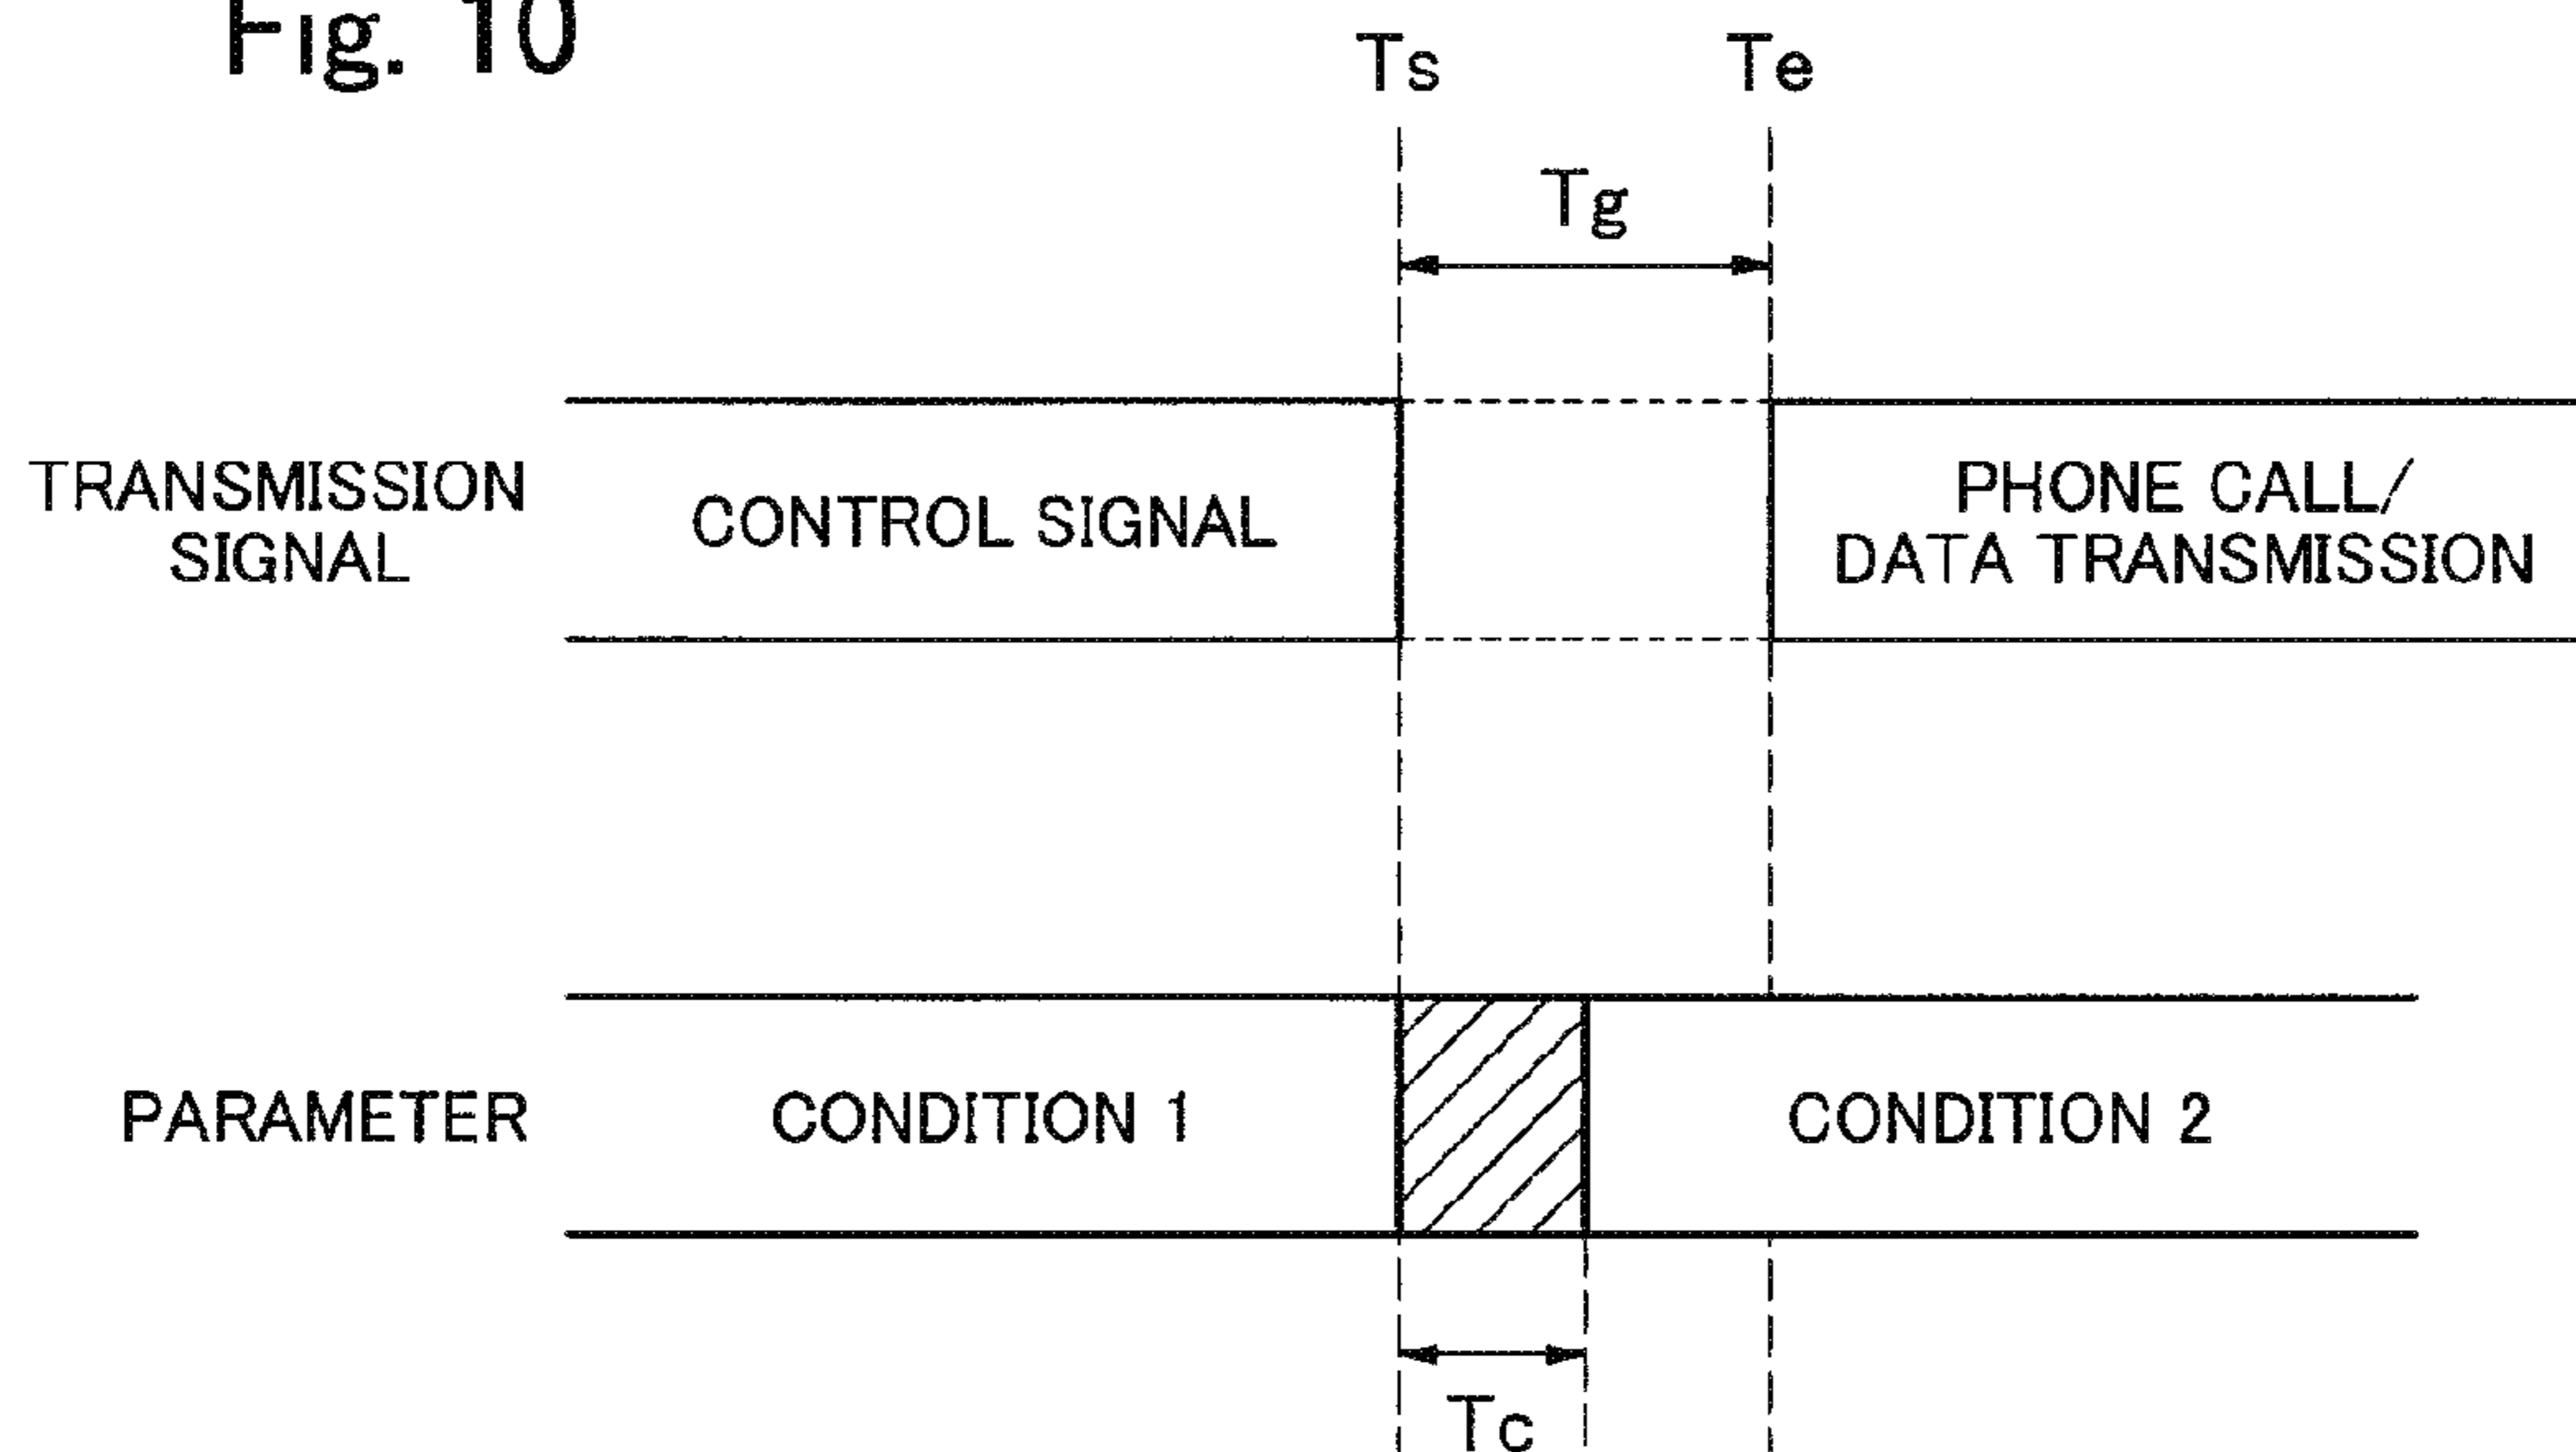 Fig. 10
Ts
Te
Tg
TRANSMISSION
SIGNAL
CONTROL SIGNAL
PHONE CALL/
DATA TRANSMISSION
PARAMETER
CONDITION 1
CONDITION 2
Tc